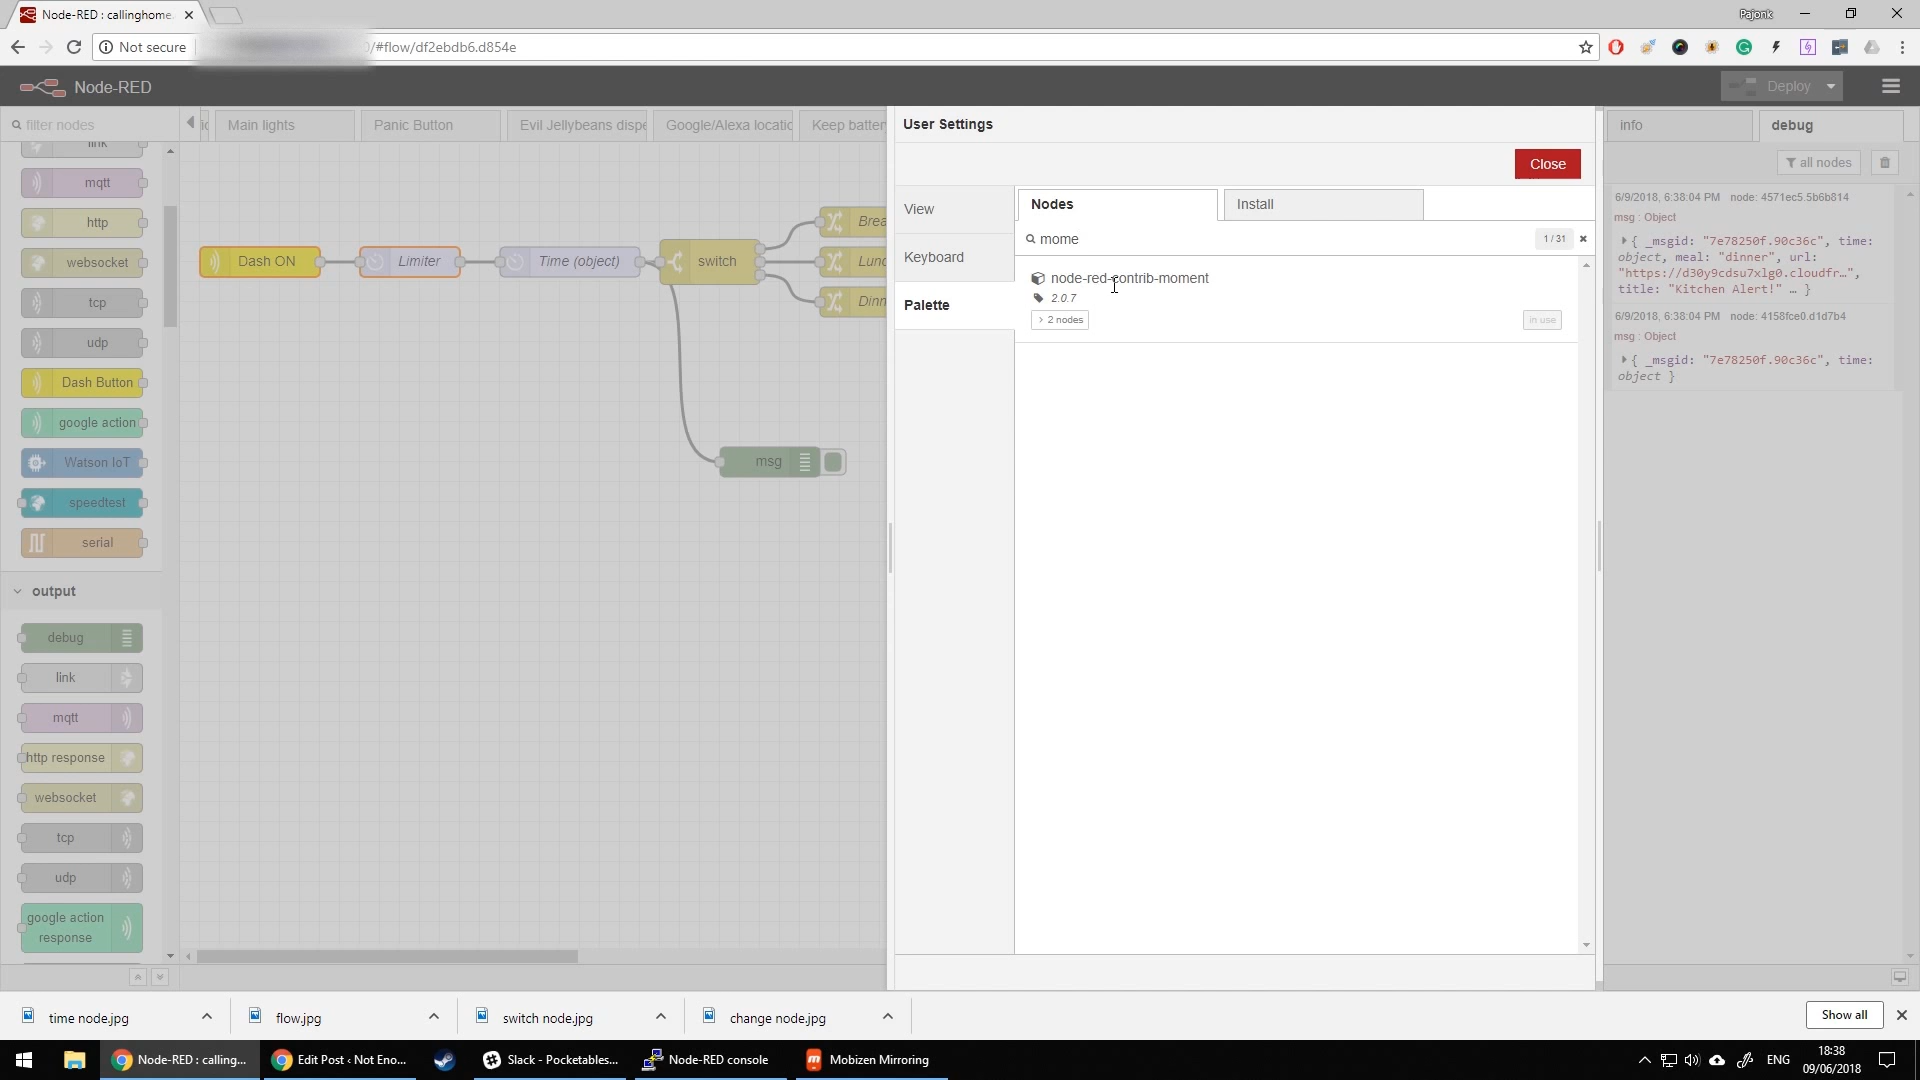 Node-RED : callinghome.
Pajonk
Not secure
/#flow/df2ebdb6.d854e
Node-RED
Deploy
filter nodes
Main lights
Panic Button
Evil Jellybeans dispe
Google/Alexa locatic
Keep batter
User Settings
info
debug
Close
all nodes
link
mqtt
http
websocket
tcp
udp
Dash Button
google action
Watson IoT
speedtest
serial
output
debug
link
mqtt
http response
websocket
tcp
udp
google action
response
Dash ON
Limiter
Time (object)
switch
Brea
Lunc
Dinn
msg
View
Keyboard
Palette
Nodes
Install
mome
1 / 31
node-red-contrib-moment
2.0.7
2 nodes
in use
6/9/2018, 6:38:04 PM node: 4571ec5.5b6b814
msg : Object
{ _msgid: "7e78250f.90c36c", time:
object, meal: "dinner", url:
"https://d30y9cdsu7xlg0.cloudfr…",
title: "Kitchen Alert!" … }
6/9/2018, 6:38:04 PM node: 4158fce0.d1d7b4
msg : Object
{ _msgid: "7e78250f.90c36c", time:
object }
time node.jpg
flow.jpg
switch node.jpg
change node.jpg
Show all
Node-RED : calling...
Edit Post ‹ Not Eno...
Slack - Pocketables...
Node-RED console
Mobizen Mirroring
ENG
18:38
09/06/2018